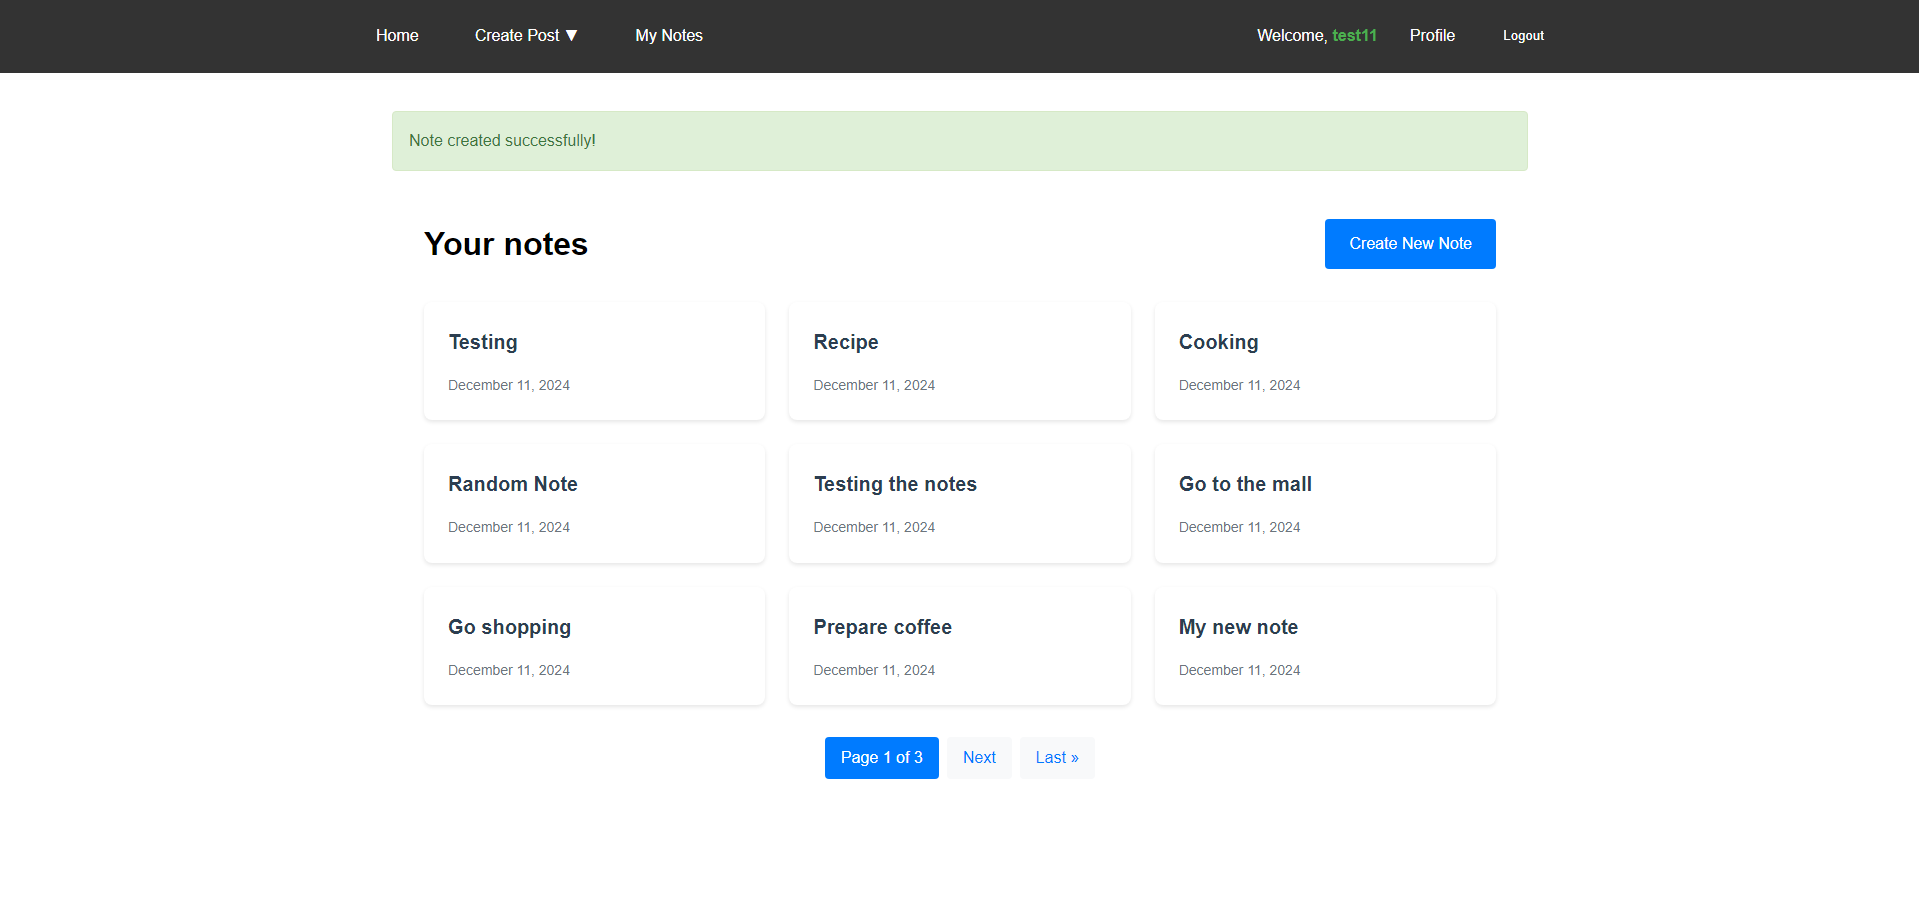 Home Create Post ▼ My Notes Welcome, test11 Profile Logout
Note created successfully!
Your notes Create New Note
Testing Recipe Cooking
December 11, 2024 December 11, 2024 December 11, 2024
Random Note Testing the notes Go to the mall
December 11, 2024 December 11, 2024 December 11, 2024
Go shopping Prepare coffee My new note
December 11, 2024 December 11, 2024 December 11, 2024
Page 1 of 3 Next Last »